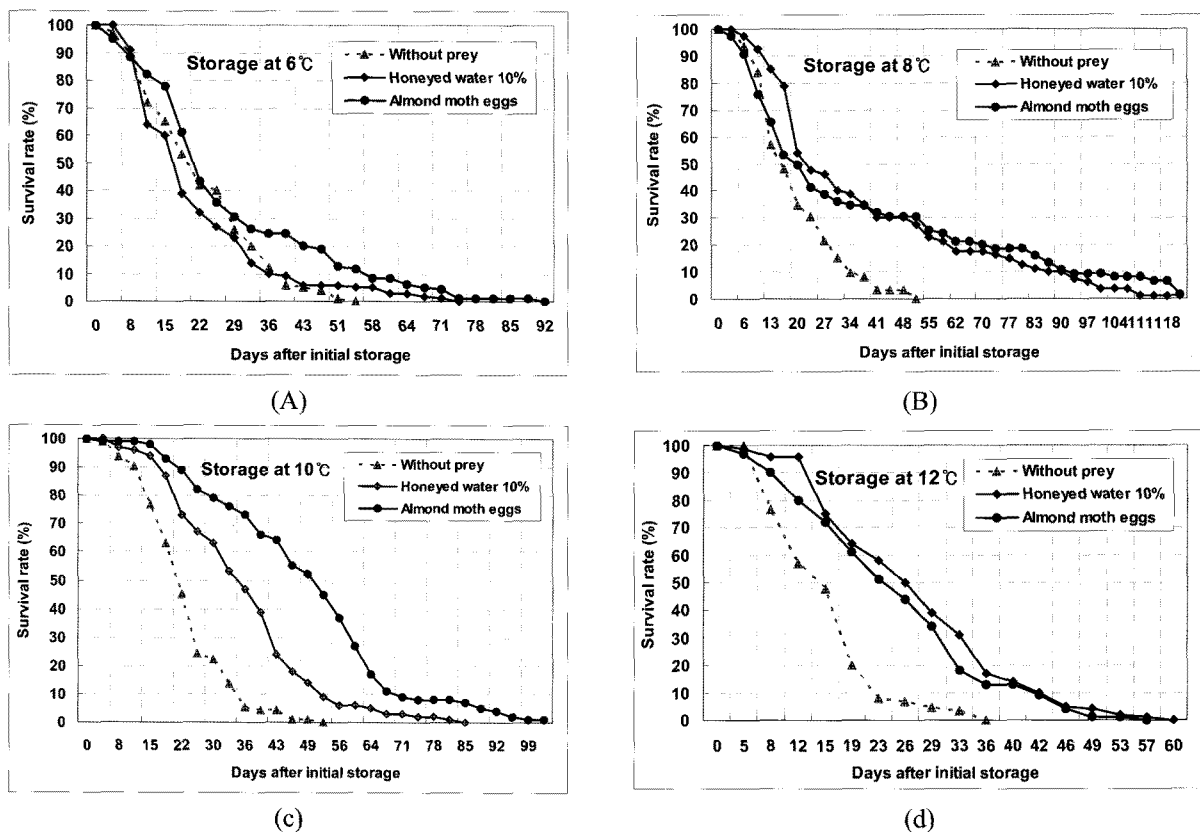 Storage at 6℃
Without prey
Honeyed water 10%
Almond moth eggs
Survival rate (%)
100
90
80
70
60
50
40
30
20
10
0
0 8 15 22 29 36 43 51 58 64 71 78 85 92
Days after initial storage
(A)
Storage at 8℃
Without prey
Honeyed water 10%
Almond moth eggs
Survival rate (%)
100
90
80
70
60
50
40
30
20
10
0
0 6 13 20 27 34 41 48 55 62 70 77 83 90 97 104 111 118
Days after initial storage
(B)
Storage at 10℃
Without prey
Honeyed water 10%
Almond moth eggs
Survival rate (%)
100
90
80
70
60
50
40
30
20
10
0
0 8 15 22 30 36 43 49 56 64 71 78 85 92 99
Days after initial storage
(c)
Storage at 12℃
Without prey
Honeyed water 10%
Almond moth eggs
Survival rate (%)
100
90
80
70
60
50
40
30
20
10
0
0 5 8 12 15 19 23 26 29 33 36 40 42 46 49 53 57 60
Days after initial storage
(d)